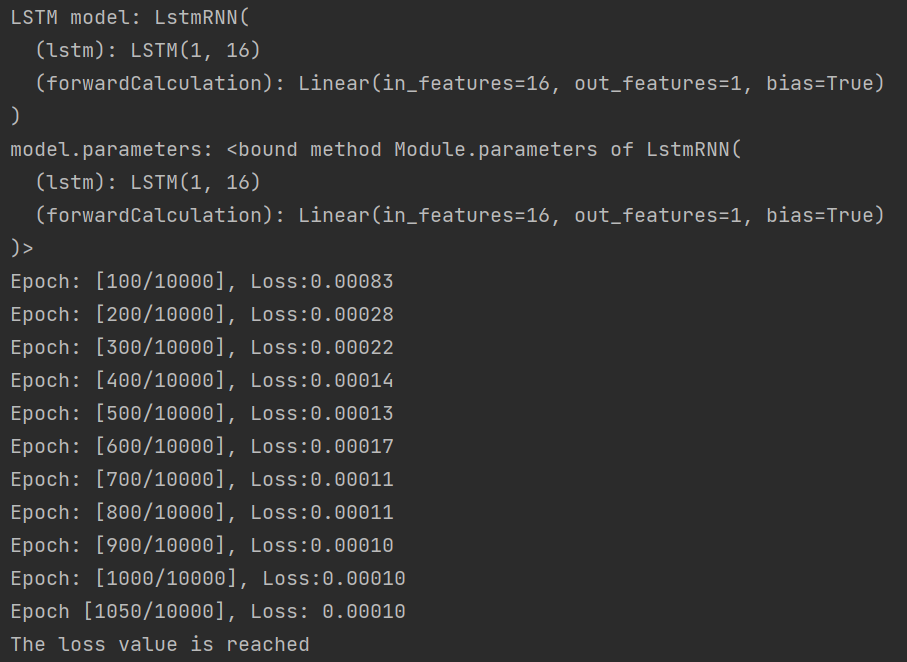 LSTM model: LstmRNN(
  (lstm): LSTM(1, 16)
  (forwardCalculation): Linear(in_features=16, out_features=1, bias=True)
)
model.parameters: <bound method Module.parameters of LstmRNN(
  (lstm): LSTM(1, 16)
  (forwardCalculation): Linear(in_features=16, out_features=1, bias=True)
)>
Epoch: [100/10000], Loss:0.00083
Epoch: [200/10000], Loss:0.00028
Epoch: [300/10000], Loss:0.00022
Epoch: [400/10000], Loss:0.00014
Epoch: [500/10000], Loss:0.00013
Epoch: [600/10000], Loss:0.00017
Epoch: [700/10000], Loss:0.00011
Epoch: [800/10000], Loss:0.00011
Epoch: [900/10000], Loss:0.00010
Epoch: [1000/10000], Loss:0.00010
Epoch [1050/10000], Loss: 0.00010
The loss value is reached